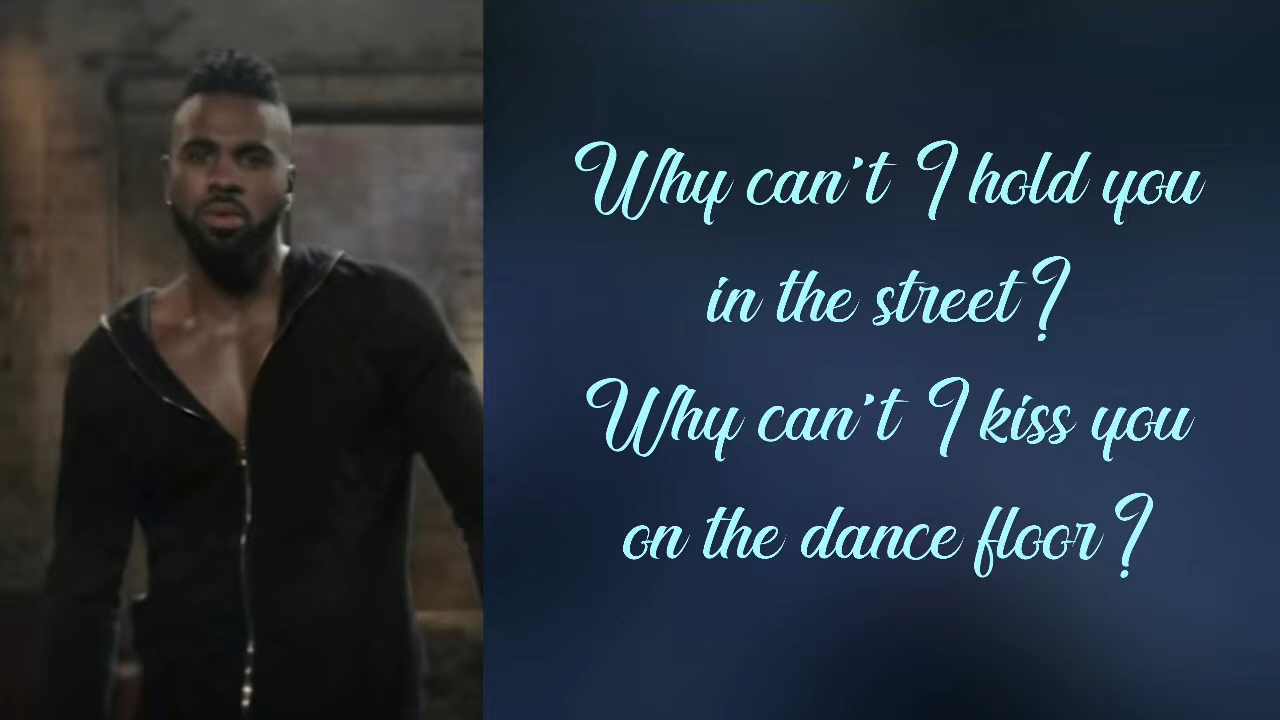 Why can't I hold you
in the street?
Why can't I kiss you
on the dance floor?